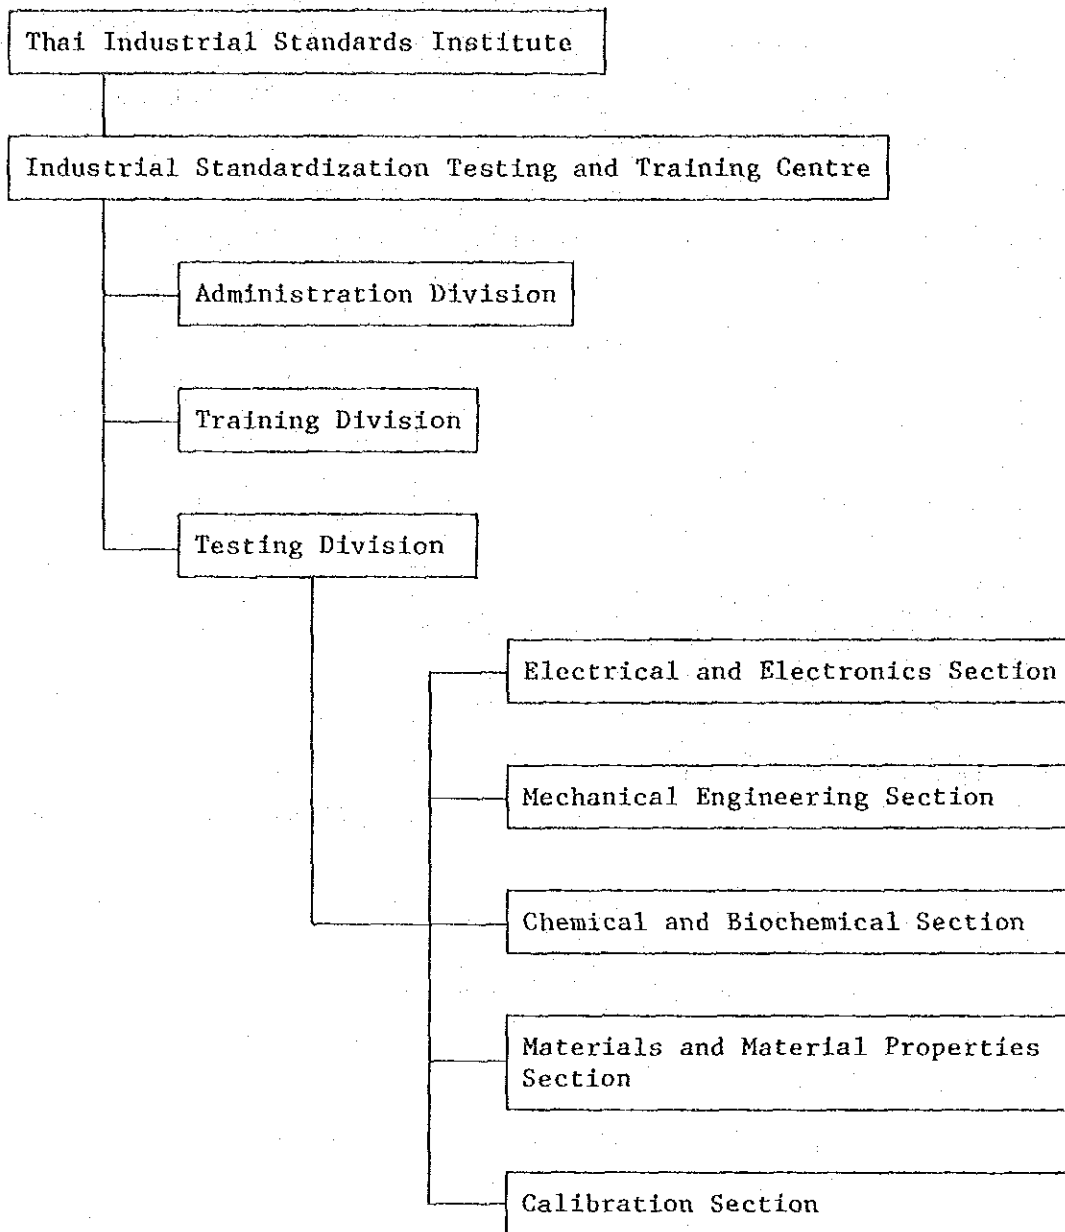 Thai Industrial Standards Institute
Industrial Standardization Testing and Training Centre
Administration Division
Training Division
Testing Division
Electrical and Electronics Section
Mechanical Engineering Section
Chemical and Biochemical Section
Materials and Material Properties
Section
Calibration Section